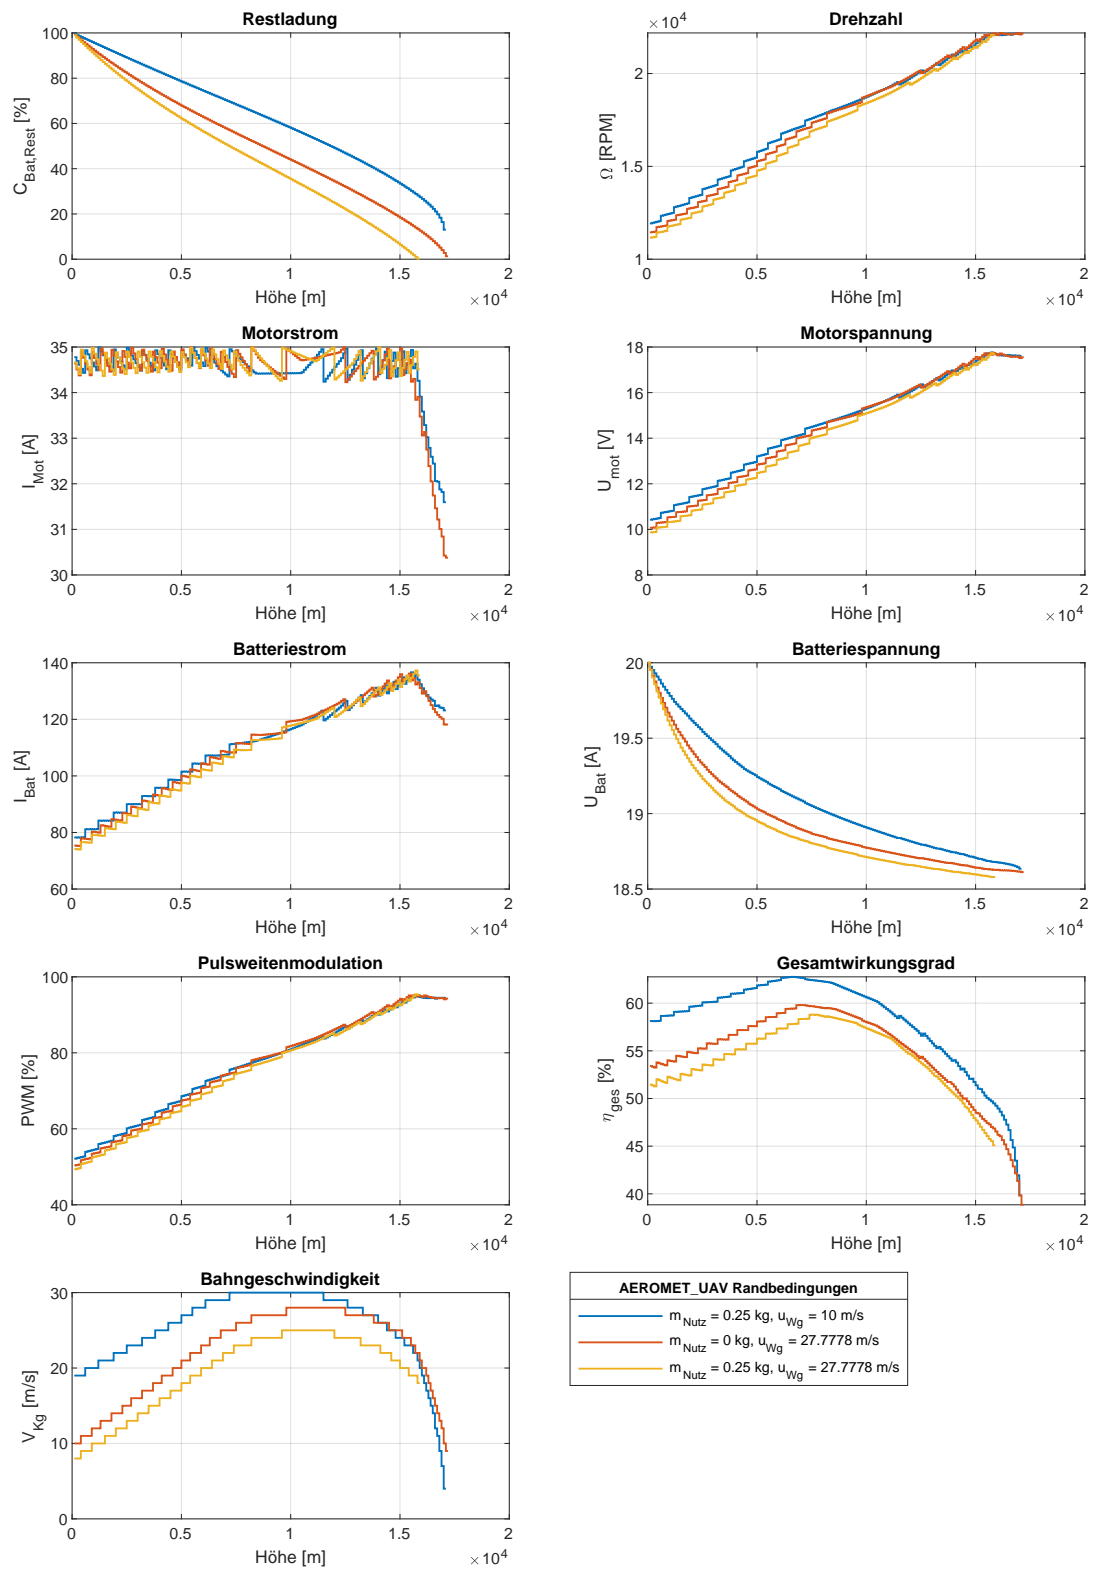 Restladung
C_Bat,Rest [%]
100
80
60
40
20
0
0 0.5 1 1.5 2
Höhe [m] ×10^4
Drehzahl
×10^4
Ω [RPM]
2
1.5
1
0 0.5 1 1.5 2
Höhe [m] ×10^4
Motorstrom
I_Mot [A]
35
34
33
32
31
30
0 0.5 1 1.5 2
Höhe [m] ×10^4
Motorspannung
U_mot [V]
18
16
14
12
10
8
0 0.5 1 1.5 2
Höhe [m] ×10^4
Batteriestrom
I_Bat [A]
140
120
100
80
60
0 0.5 1 1.5 2
Höhe [m] ×10^4
Batteriespannung
U_Bat [A]
20
19.5
19
18.5
0 0.5 1 1.5 2
Höhe [m] ×10^4
Pulsweitenmodulation
PWM [%]
100
80
60
40
0 0.5 1 1.5 2
Höhe [m] ×10^4
Gesamtwirkungsgrad
η_ges [%]
60
55
50
45
40
0 0.5 1 1.5 2
Höhe [m] ×10^4
Bahngeschwindigkeit
V_Kg [m/s]
30
20
10
0
0 0.5 1 1.5 2
Höhe [m] ×10^4
AEROMET_UAV Randbedingungen
m_Nutz = 0.25 kg, u_Wg = 10 m/s
m_Nutz = 0 kg, u_Wg = 27.7778 m/s
m_Nutz = 0.25 kg, u_Wg = 27.7778 m/s